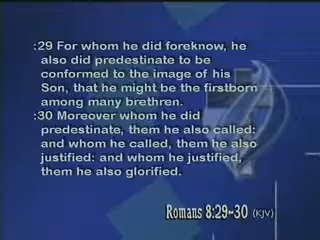 :29 For whom he did foreknow, he
also did predestinate to be
conformed to the image of his
Son, that he might be the firstborn
among many brethren.
:30 Moreover whom he did
predestinate, them he also called:
and whom he called, them he also
justified: and whom he justified,
them he also glorified.
Romans 8:29~30 (KJV)